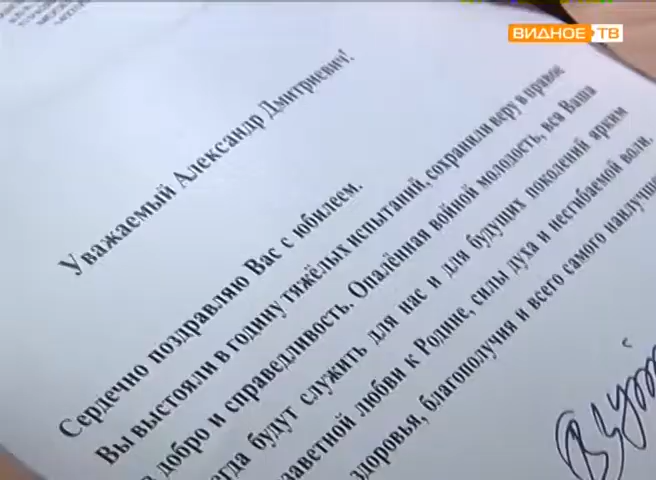 ВИДНОЕ ТВ
Уважаемый Александр Дмитриевич!
Сердечно поздравляю Вас с юбилеем.
Вы выстояли в годину тяжёлых испытаний, сохранили веру в правое
добро и справедливость. Опалённая войной молодость, вся Ваша
гда будут служить для нас и для будущих поколений ярким
заветной любви к Родине, силы духа и несгибаемой воли.
здоровья, благополучия и всего самого наилучш